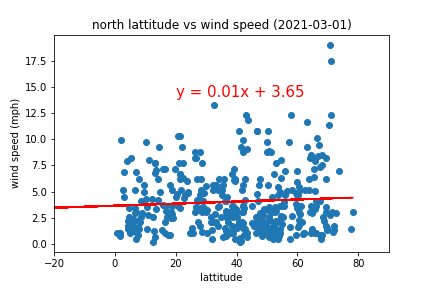 north lattitude vs wind speed (2021-03-01)
17.5
15.0
12.5
10.0
7.5
5.0
2.5
0.0
wind speed (mph)
y = 0.01x + 3.65
−20 0 20 40 60 80
lattitude